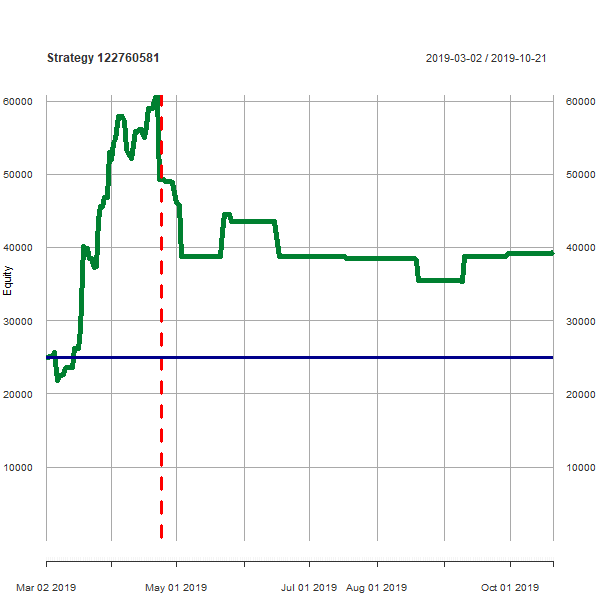 Strategy 122760581
2019-03-02 / 2019-10-21
60000
60000
50000
50000
40000
40000
Equity
30000
30000
20000
20000
10000
10000
Mar 02 2019
May 01 2019
Jul 01 2019
Aug 01 2019
Oct 01 2019